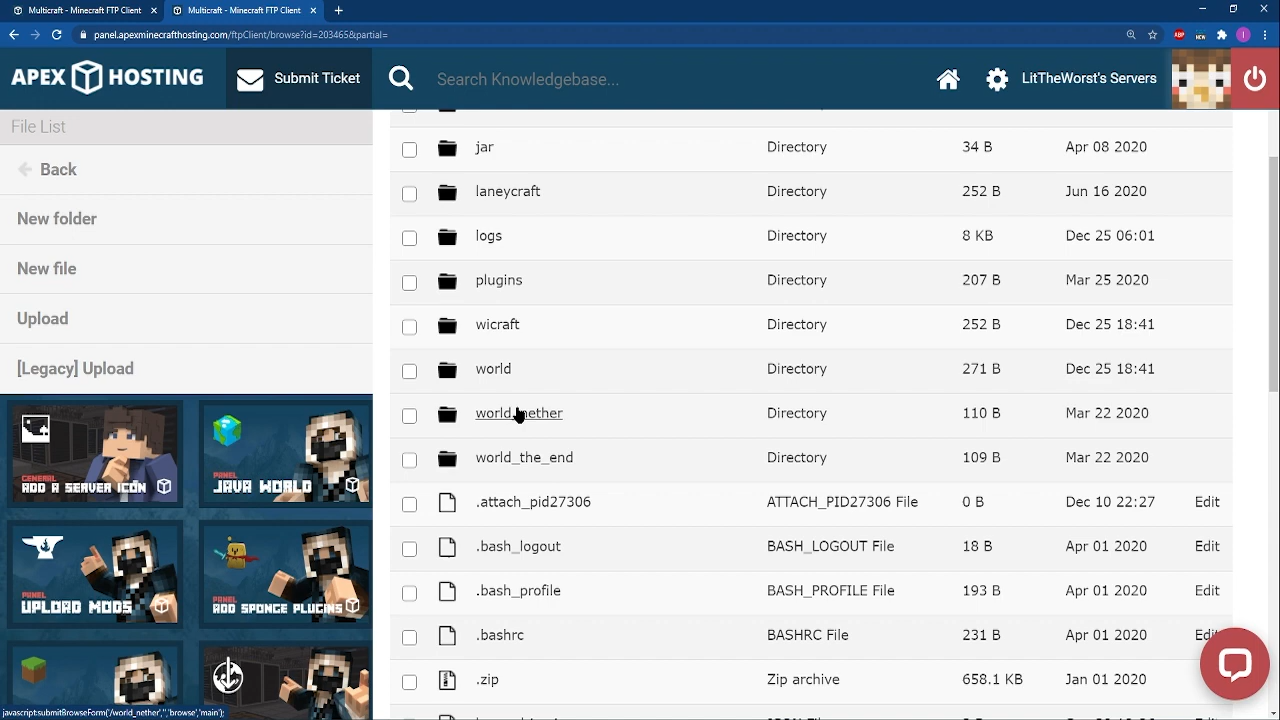 Multicraft - Minecraft FTP Client
Multicraft - Minecraft FTP Client
panel.apexminecrafthosting.com/ftpClient/browse?id=203465&partial=
APEX HOSTING
Submit Ticket
Search Knowledgebase...
LitTheWorst's Servers
File List
Back
New folder
New file
Upload
[Legacy] Upload
GENERAL
ADD A SERVER ICON
PANEL
JAVA WORLD
PANEL
UPLOAD MODS
PANEL
ADD SPONGE PLUGINS
jar Directory 34 B Apr 08 2020
laneycraft Directory 252 B Jun 16 2020
logs Directory 8 KB Dec 25 06:01
plugins Directory 207 B Mar 25 2020
wicraft Directory 252 B Dec 25 18:41
world Directory 271 B Dec 25 18:41
world_nether Directory 110 B Mar 22 2020
world_the_end Directory 109 B Mar 22 2020
.attach_pid27306 ATTACH_PID27306 File 0 B Dec 10 22:27 Edit
.bash_logout BASH_LOGOUT File 18 B Apr 01 2020 Edit
.bash_profile BASH_PROFILE File 193 B Apr 01 2020 Edit
.bashrc BASHRC File 231 B Apr 01 2020 Edit
.zip Zip archive 658.1 KB Jan 01 2020
javascript:submitBrowseForm('/world_nether','','browse','main');